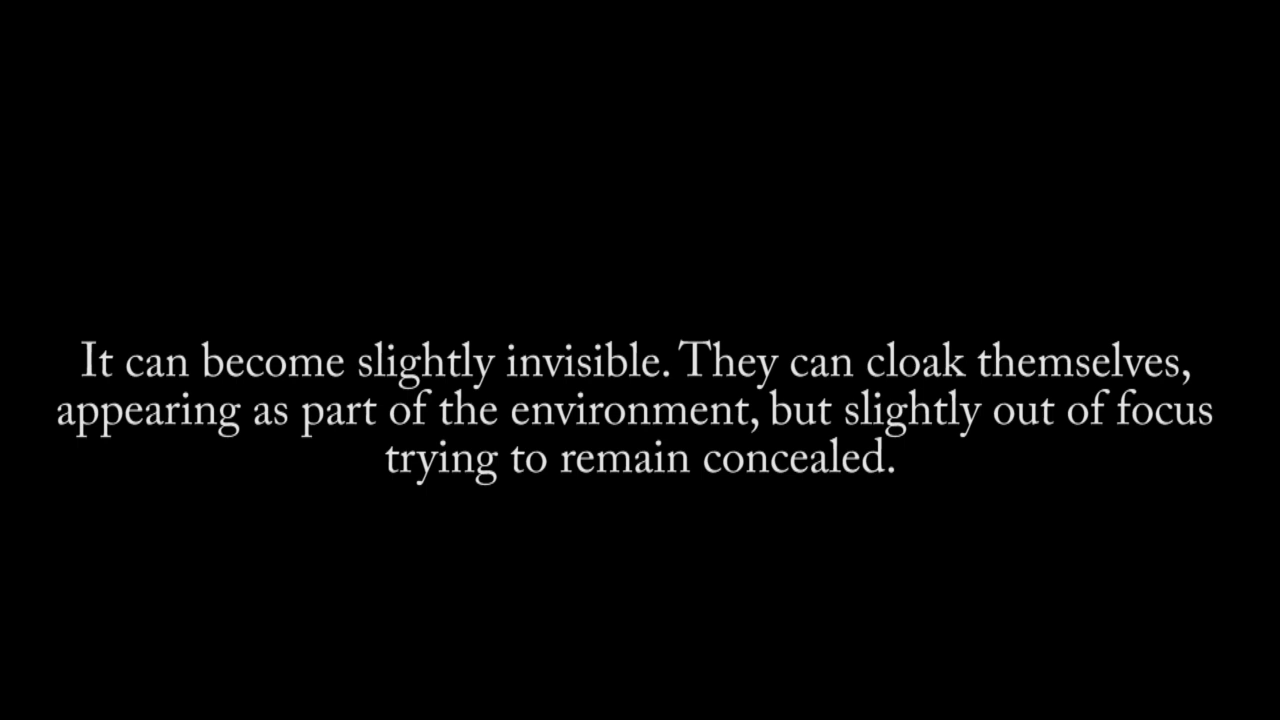 It can become slightly invisible. They can cloak themselves,
appearing as part of the environment, but slightly out of focus
trying to remain concealed.